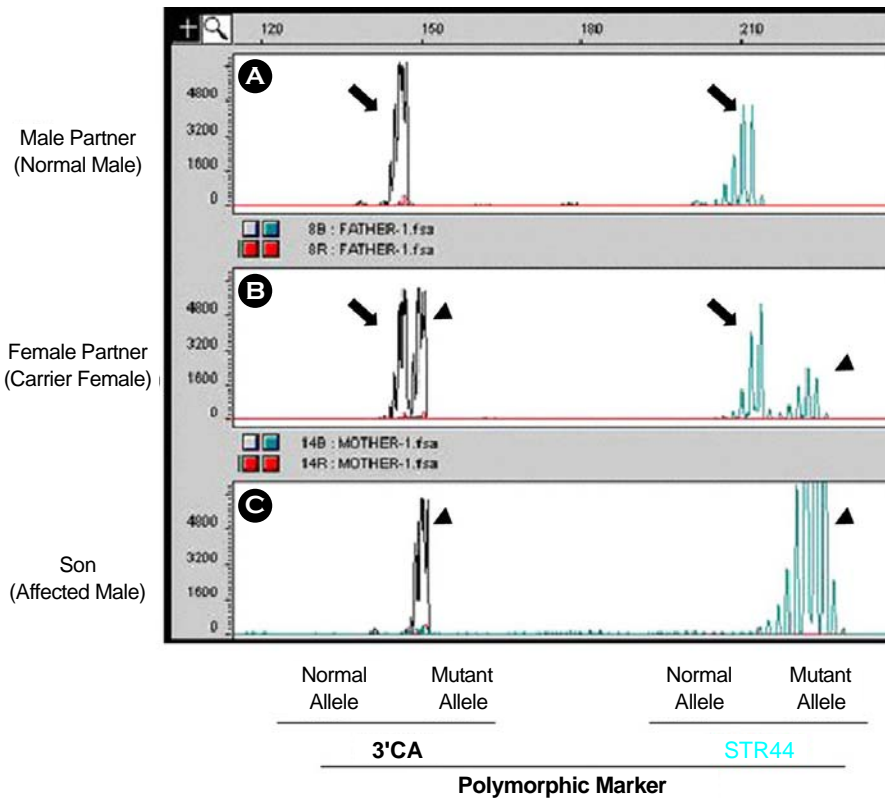 120 150 180 210
A
4800
3200
1600
0
Male Partner
(Normal Male)
8B : FATHER-1.fsa
8R : FATHER-1.fsa
B
4800
3200
1600
0
Female Partner
(Carrier Female)
14B : MOTHER-1.fsa
14R : MOTHER-1.fsa
C
4800
3200
1600
0
Son
(Affected Male)
Normal Allele
Mutant Allele
Normal Allele
Mutant Allele
3'CA STR44
Polymorphic Marker